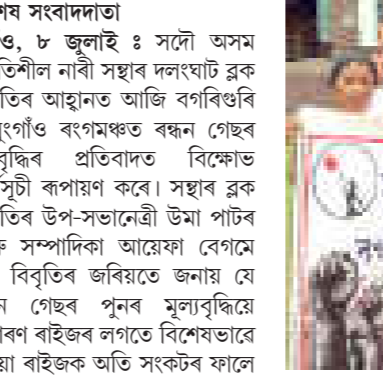 শেষ সংবাদদাতা
ও, ৮ জুলাই ঃ সদৌ অসম
তিশীল নাৰী সন্থাৰ দলংঘাট ব্লক
তিৰ আহ্বানত আজি বগৰিগুৰি
ংগাঁও ৰংগমঞ্চত ৰন্ধন গেছৰ
বৃদ্ধিৰ প্ৰতিবাদত বিক্ষোভ
সূচী ৰূপায়ণ কৰে। সন্থাৰ ব্লক
তিৰ উপ-সভানেত্ৰী উমা পাটৰ
সম্পাদিকা আয়েফা বেগমে
বিবৃতিৰ জৰিয়তে জনায় যে
ন গেছৰ পুনৰ মূল্যবৃদ্ধিয়ে
ৰণ ৰাইজৰ লগতে বিশেষভাৱে
য়া ৰাইজক অতি সংকটৰ ফালে